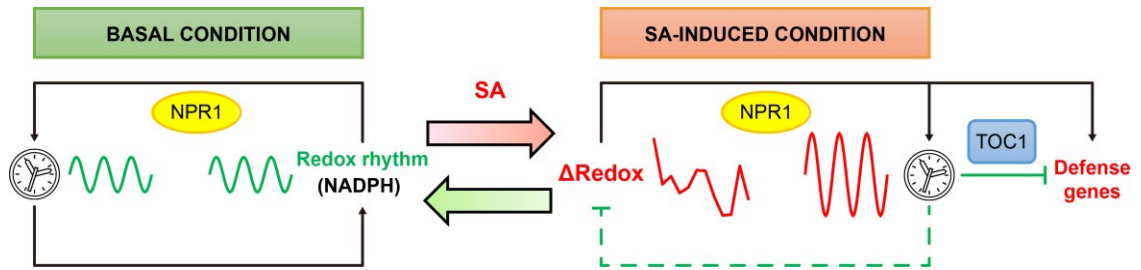 BASAL CONDITION
SA-INDUCED CONDITION
NPR1
Redox rhythm
(NADPH)
SA
ΔRedox
NPR1
TOC1
Defense
genes